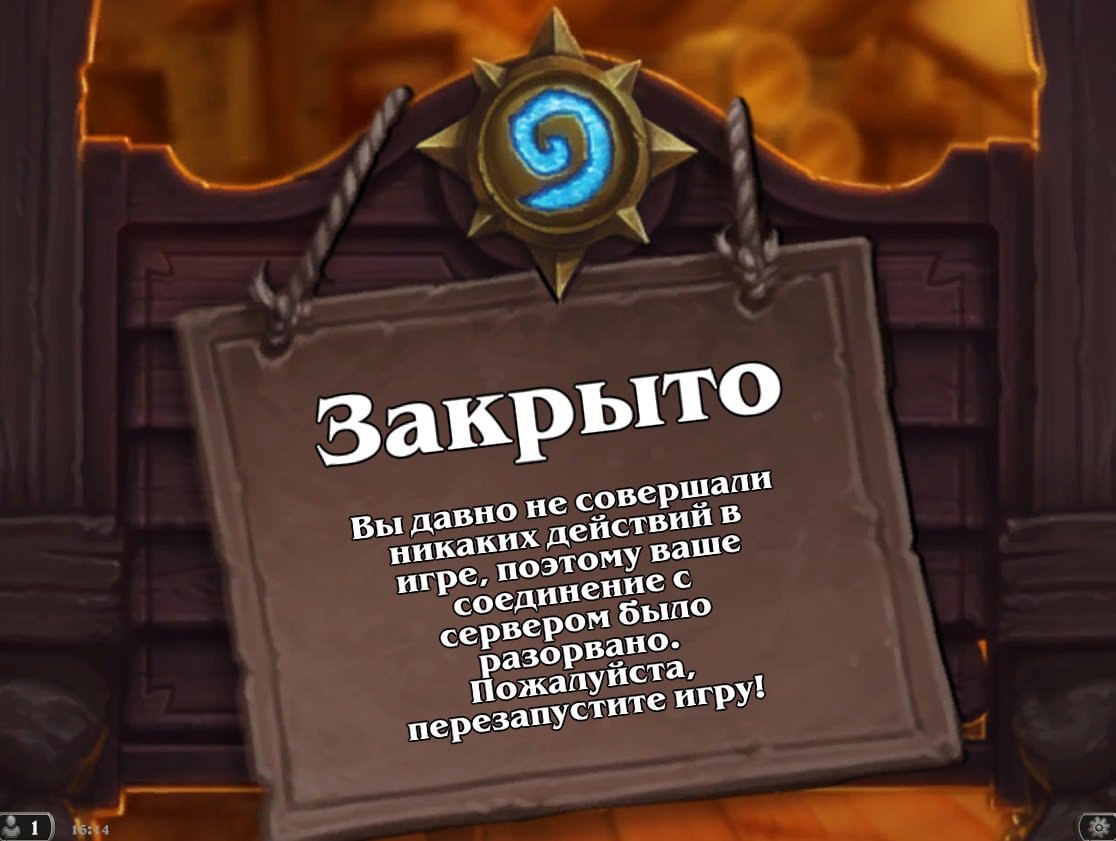 Закрыто
Вы давно не совершали
никаких действий в
игре, поэтому ваше
соединение с
сервером было
разорвано.
Пожалуйста,
перезапустите игру!
1
16:14